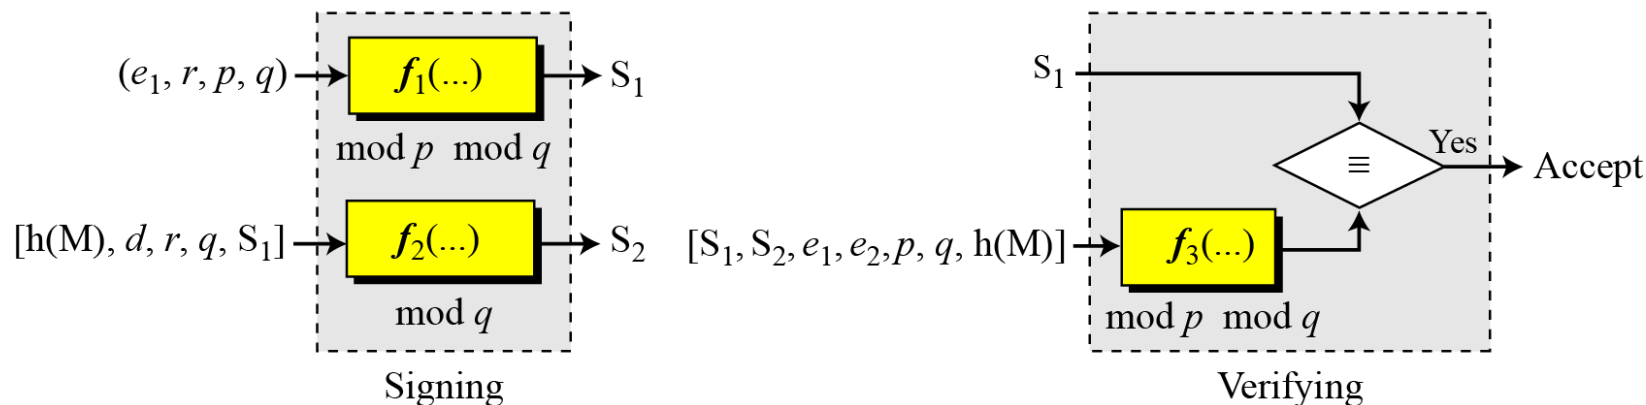 (e₁, r, p, q)
f₁(...)
S₁
mod p mod q
[h(M), d, r, q, S₁]
f₂(...)
S₂
mod q
Signing
S₁
≡
Yes
Accept
[S₁, S₂, e₁, e₂, p, q, h(M)]
f₃(...)
mod p mod q
Verifying